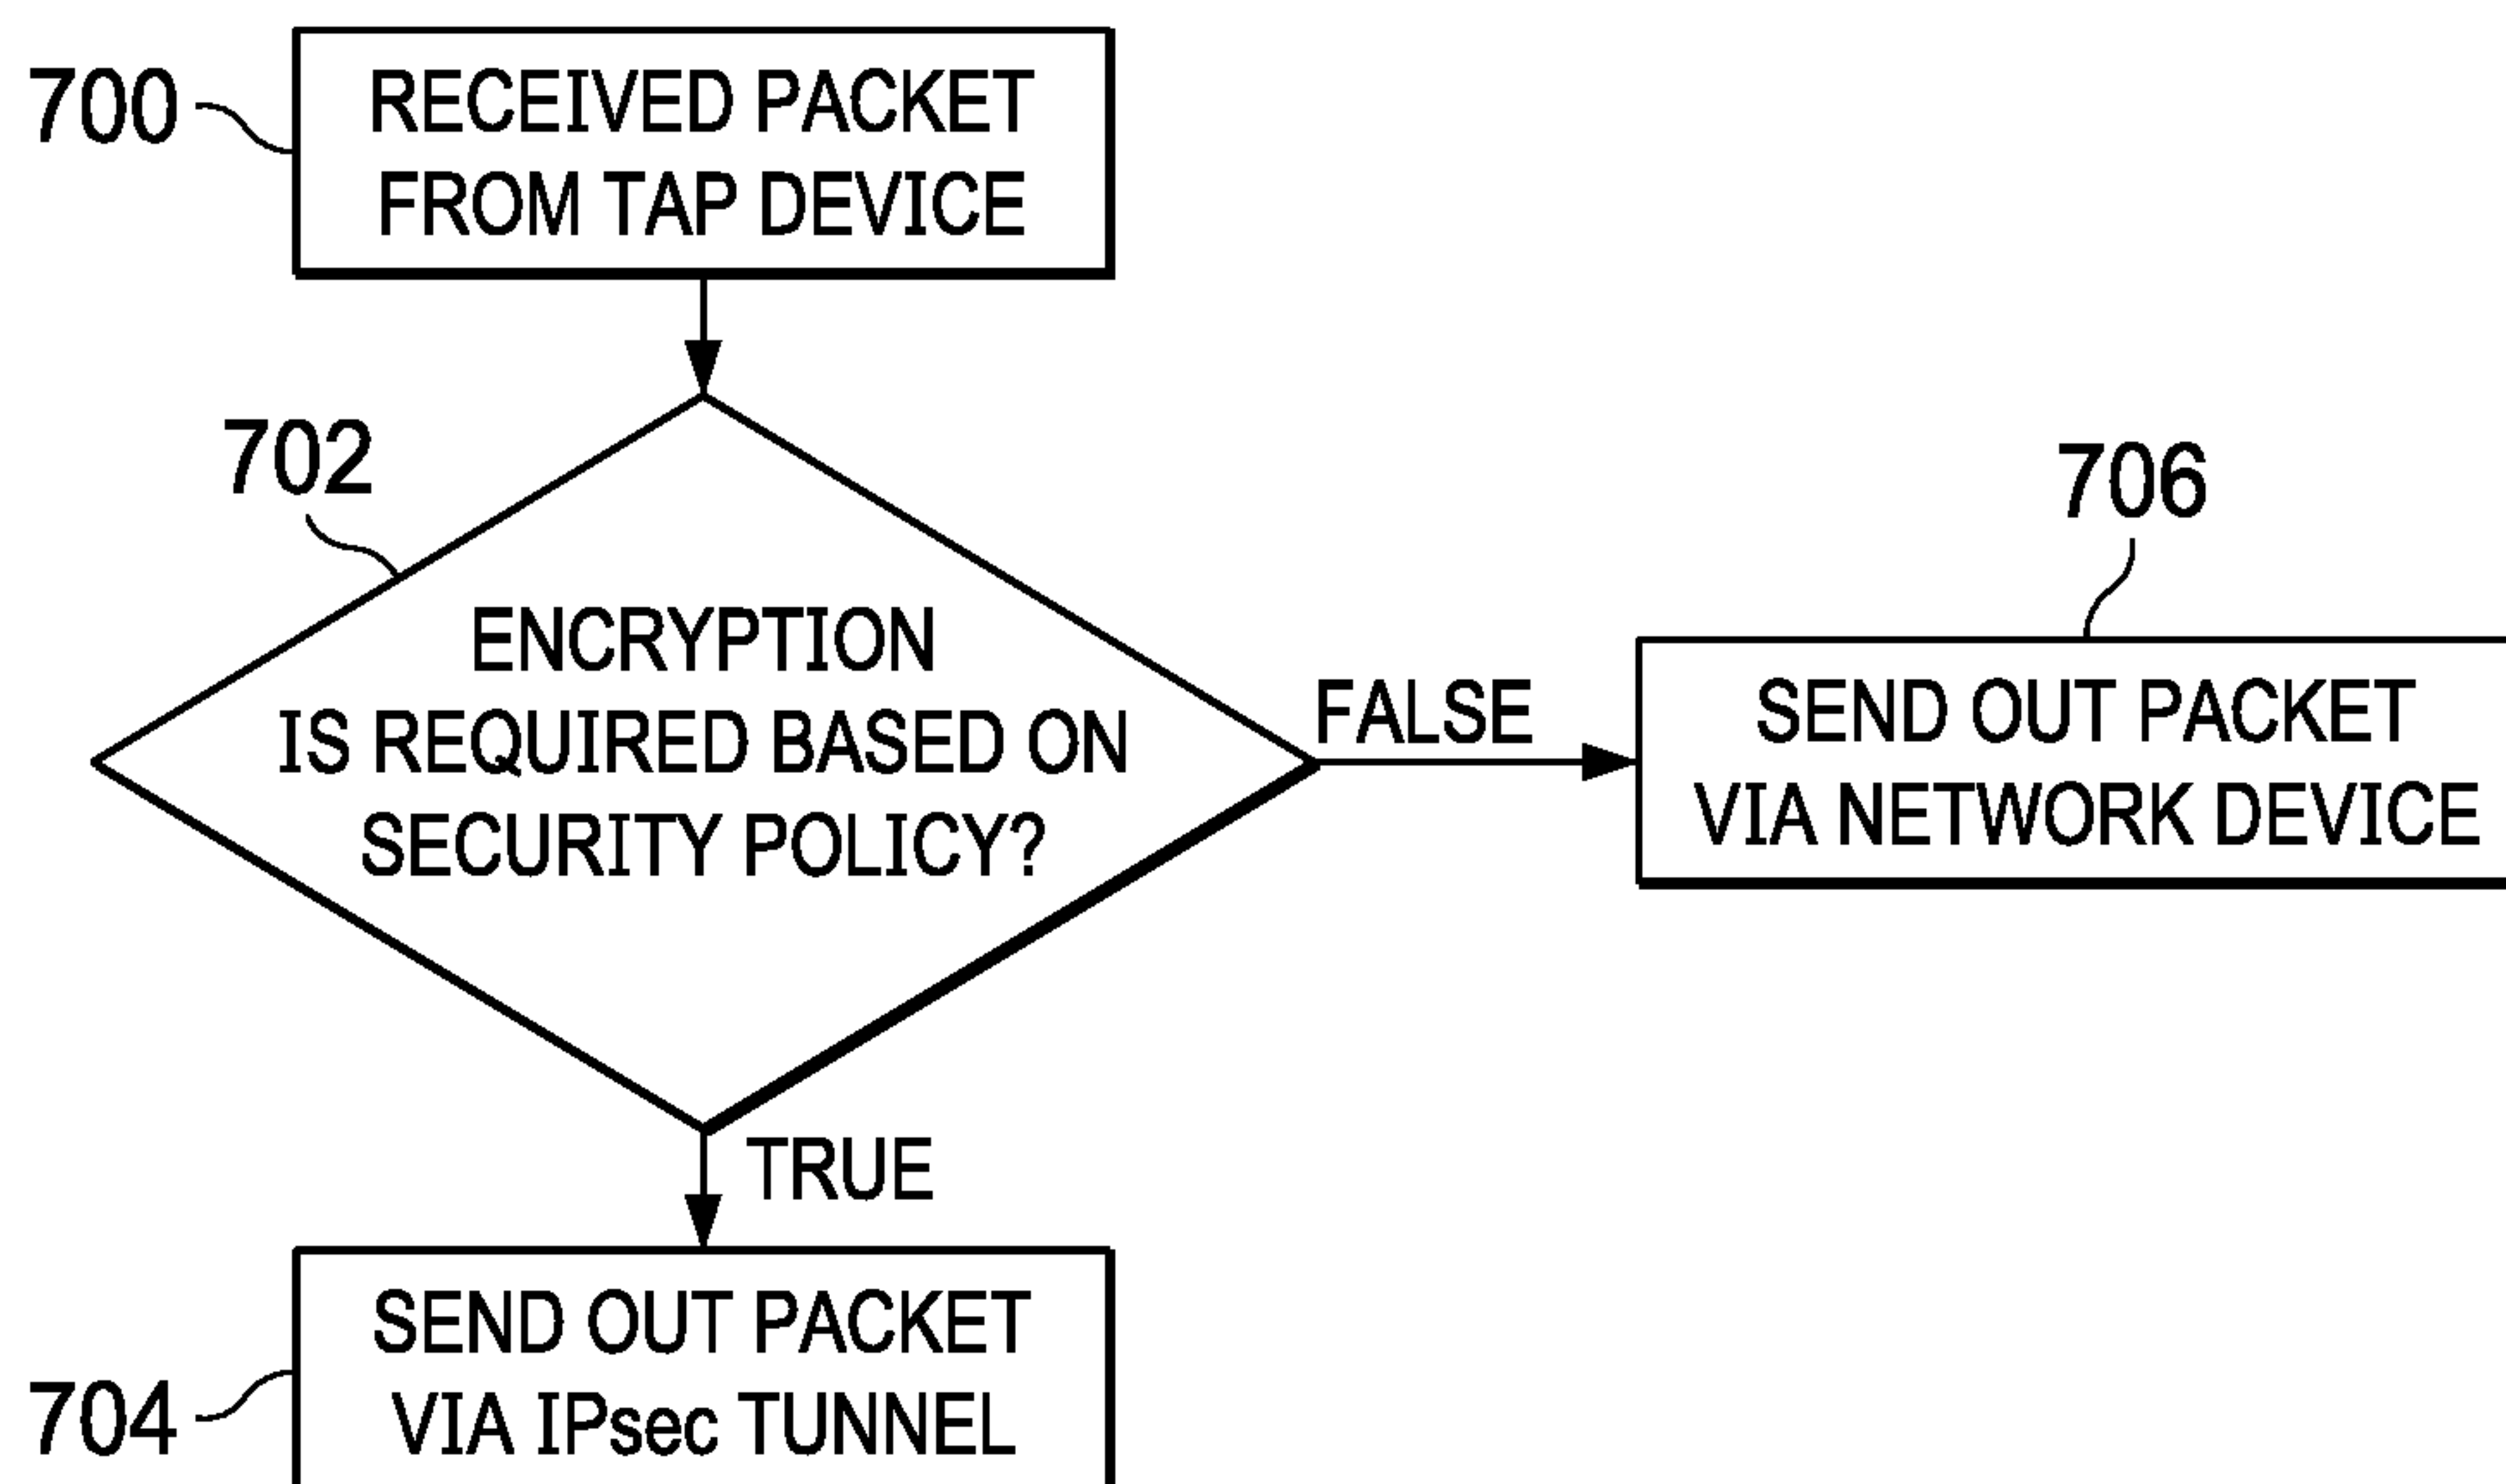 700
RECEIVED PACKET
FROM TAP DEVICE
702
ENCRYPTION
IS REQUIRED BASED ON
SECURITY POLICY?
FALSE
706
SEND OUT PACKET
VIA NETWORK DEVICE
TRUE
704
SEND OUT PACKET
VIA IPsec TUNNEL